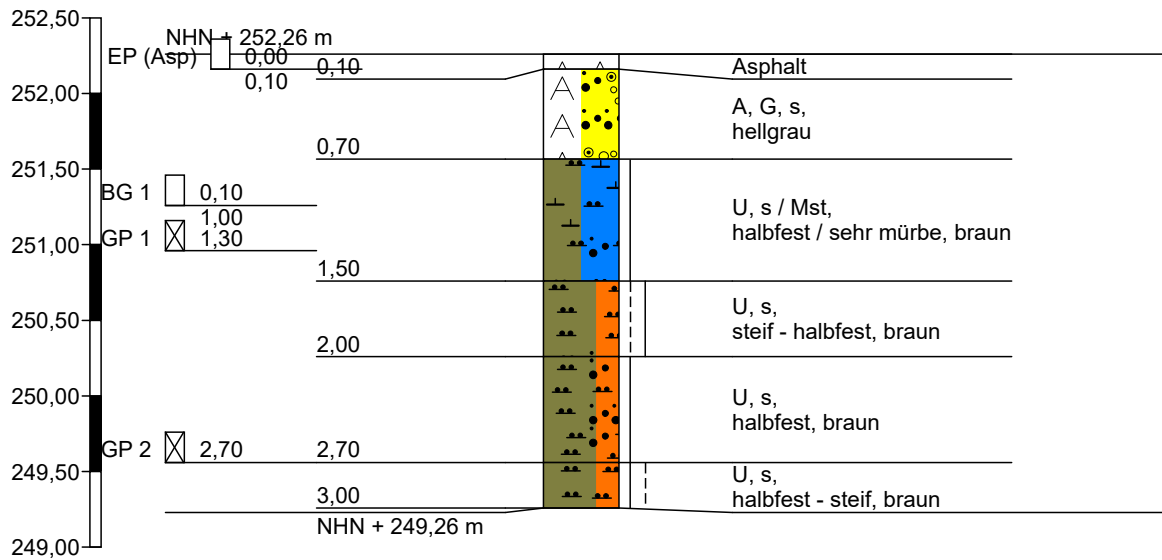 252,50
NHN + 252,26 m
EP (Asp)
0,00
0,10
0,10
Asphalt
252,00
A, G, s,
hellgrau
0,70
251,50
BG 1
0,10
1,00
U, s / Mst,
halbfest / sehr mürbe, braun
GP 1
1,30
251,00
1,50
U, s,
steif - halbfest, braun
250,50
2,00
250,00
U, s,
halbfest, braun
GP 2
2,70
2,70
249,50
U, s,
halbfest - steif, braun
3,00
NHN + 249,26 m
249,00